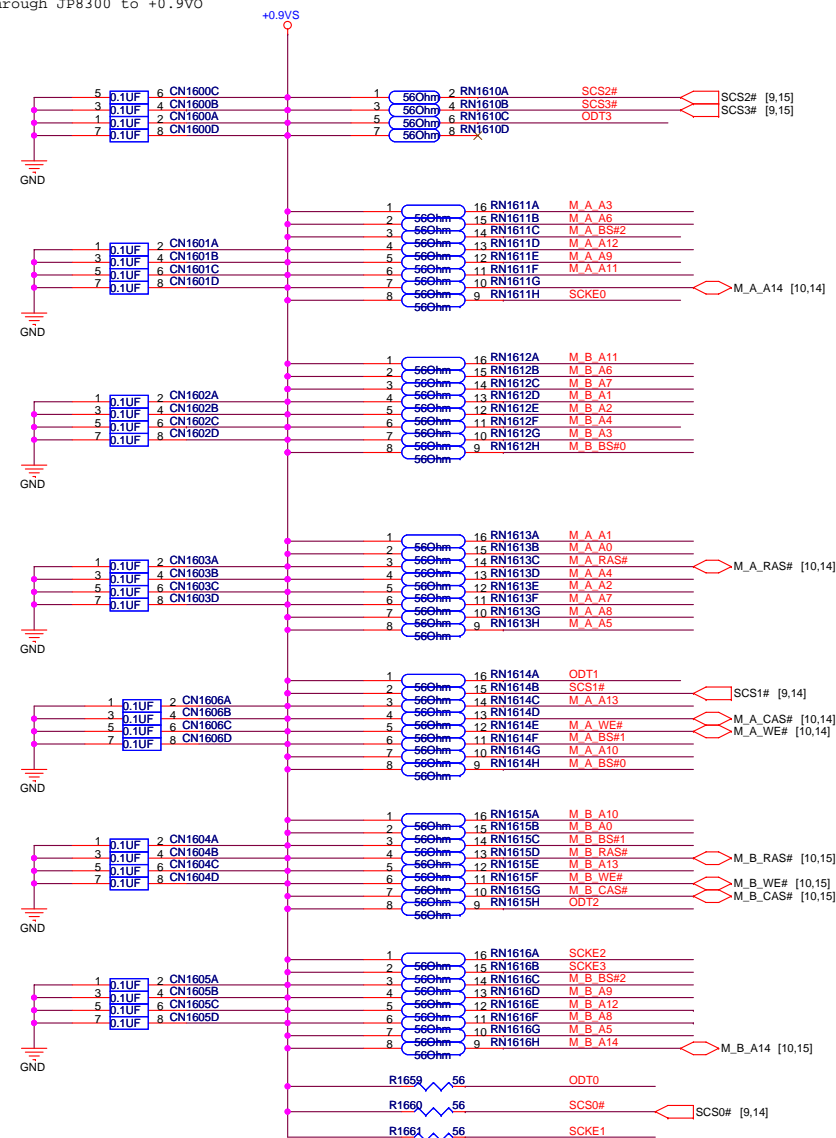 rough JP8300 to +0.9VO
+0.9VS
5 0.1UF 6 CN1600C 1 56Ohm 2 RN1610A SCS2# SCS2# [9,15]
3 0.1UF 4 CN1600B 3 56Ohm 4 RN1610B SCS3# SCS3# [9,15]
1 0.1UF 2 CN1600A 5 56Ohm 6 RN1610C ODT3
7 0.1UF 8 CN1600D 7 56Ohm 8 RN1610D
GND
1 56Ohm 16 RN1611A M_A_A3
2 56Ohm 15 RN1611B M_A_A6
3 56Ohm 14 RN1611C M_A_BS#2
1 0.1UF 2 CN1601A 4 56Ohm 13 RN1611D M_A_A12
3 0.1UF 4 CN1601B 5 56Ohm 12 RN1611E M_A_A9
5 0.1UF 6 CN1601C 6 56Ohm 11 RN1611F M_A_A11
7 0.1UF 8 CN1601D 7 56Ohm 10 RN1611G M_A_A14 [10,14]
8 56Ohm 9 RN1611H SCKE0
GND
1 56Ohm 16 RN1612A M_B_A11
2 56Ohm 15 RN1612B M_B_A6
3 56Ohm 14 RN1612C M_B_A7
1 0.1UF 2 CN1602A 4 56Ohm 13 RN1612D M_B_A1
3 0.1UF 4 CN1602B 5 56Ohm 12 RN1612E M_B_A2
5 0.1UF 6 CN1602C 6 56Ohm 11 RN1612F M_B_A4
7 0.1UF 8 CN1602D 7 56Ohm 10 RN1612G M_B_A3
8 56Ohm 9 RN1612H M_B_BS#0
GND
1 56Ohm 16 RN1613A M_A_A1
2 56Ohm 15 RN1613B M_A_A0
1 0.1UF 2 CN1603A 3 56Ohm 14 RN1613C M_A_RAS# M_A_RAS# [10,14]
3 0.1UF 4 CN1603B 4 56Ohm 13 RN1613D M_A_A4
5 0.1UF 6 CN1603C 5 56Ohm 12 RN1613E M_A_A2
7 0.1UF 8 CN1603D 6 56Ohm 11 RN1613F M_A_A7
7 56Ohm 10 RN1613G M_A_A8
8 56Ohm 9 RN1613H M_A_A5
GND
1 56Ohm 16 RN1614A ODT1
2 56Ohm 15 RN1614B SCS1# SCS1# [9,14]
1 0.1UF 2 CN1606A 3 56Ohm 14 RN1614C M_A_A13
3 0.1UF 4 CN1606B 4 56Ohm 13 RN1614D M_A_CAS# [10,14]
5 0.1UF 6 CN1606C 5 56Ohm 12 RN1614E M_A_WE# M_A_WE# [10,14]
7 0.1UF 8 CN1606D 6 56Ohm 11 RN1614F M_A_BS#1
7 56Ohm 10 RN1614G M_A_A10
8 56Ohm 9 RN1614H M_A_BS#0
GND
1 56Ohm 16 RN1615A M_B_A10
2 56Ohm 15 RN1615B M_B_A0
1 0.1UF 2 CN1604A 3 56Ohm 14 RN1615C M_B_BS#1
3 0.1UF 4 CN1604B 4 56Ohm 13 RN1615D M_B_RAS# M_B_RAS# [10,15]
5 0.1UF 6 CN1604C 5 56Ohm 12 RN1615E M_B_A13
7 0.1UF 8 CN1604D 6 56Ohm 11 RN1615F M_B_WE# M_B_WE# [10,15]
7 56Ohm 10 RN1615G M_B_CAS# M_B_CAS# [10,15]
8 56Ohm 9 RN1615H ODT2
GND
1 56Ohm 16 RN1616A SCKE2
2 56Ohm 15 RN1616B SCKE3
1 0.1UF 2 CN1605A 3 56Ohm 14 RN1616C M_B_BS#2
3 0.1UF 4 CN1605B 4 56Ohm 13 RN1616D M_B_A9
5 0.1UF 6 CN1605C 5 56Ohm 12 RN1616E M_B_A12
7 0.1UF 8 CN1605D 6 56Ohm 11 RN1616F M_B_A8
7 56Ohm 10 RN1616G M_B_A5
8 56Ohm 9 RN1616H M_B_A14 M_B_A14 [10,15]
GND
R1659 56 ODT0
R1660 56 SCS0# SCS0# [9,14]
R1661 56 SCKE1